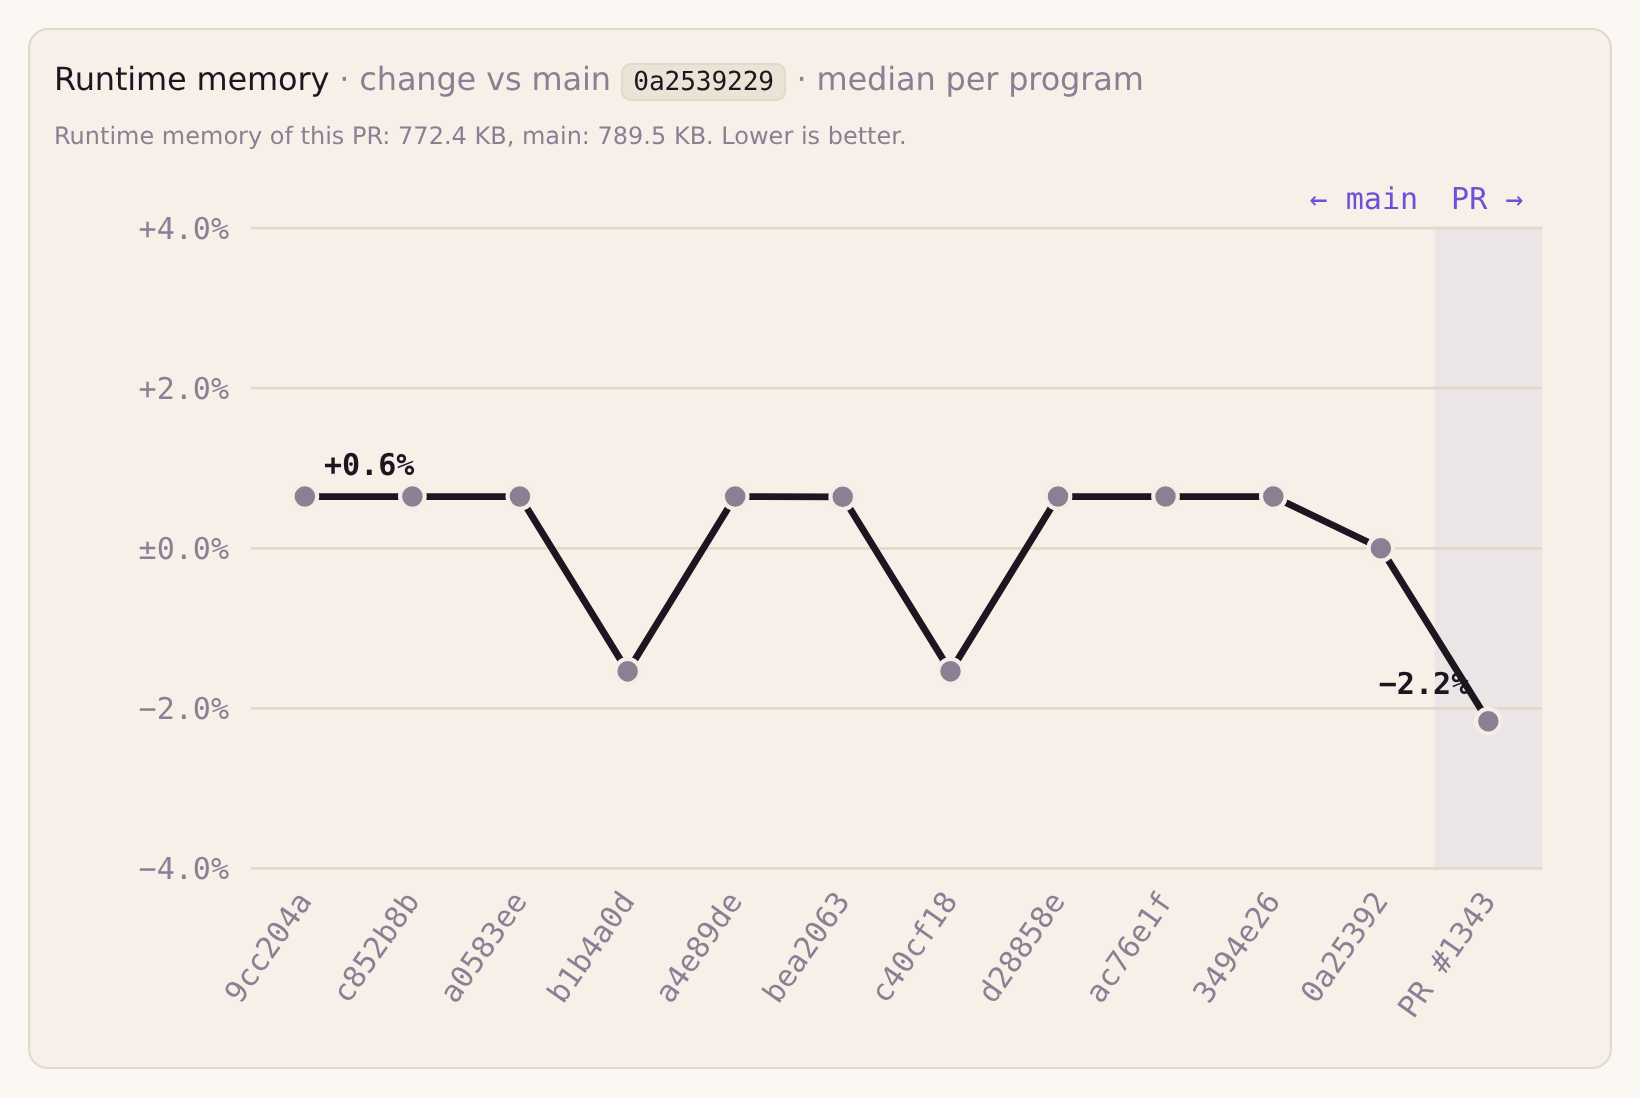 Runtime memory · change vs main 0a2539229 · median per program
Runtime memory of this PR: 772.4 KB, main: 789.5 KB. Lower is better.
← main PR →
+4.0%
+2.0%
+0.6%
±0.0%
−2.2%
−2.0%
−4.0%
9cc204a
c852b8b
a0583ee
b1b4a0d
a4e89de
bea2063
c40cf18
d28858e
ac76e1f
3494e26
0a25392
PR #1343